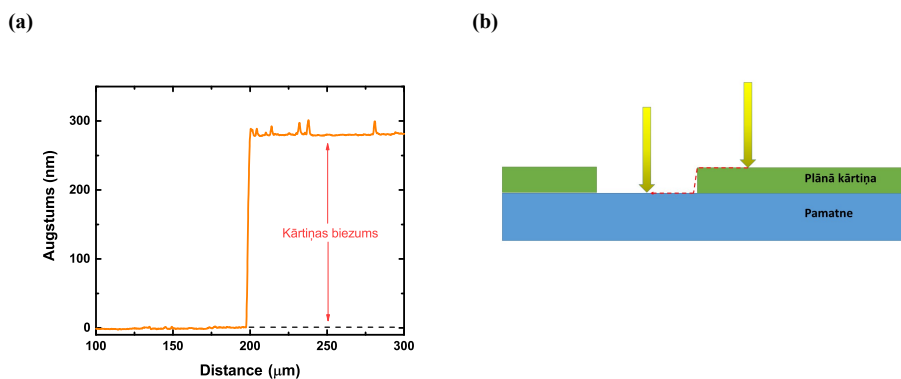 (a)
(b)
Augstums (nm)
300
200
100
0
Kārtiņas biezums
100
150
200
250
300
Distance (μm)
Plānā kārtiņa
Pamatne